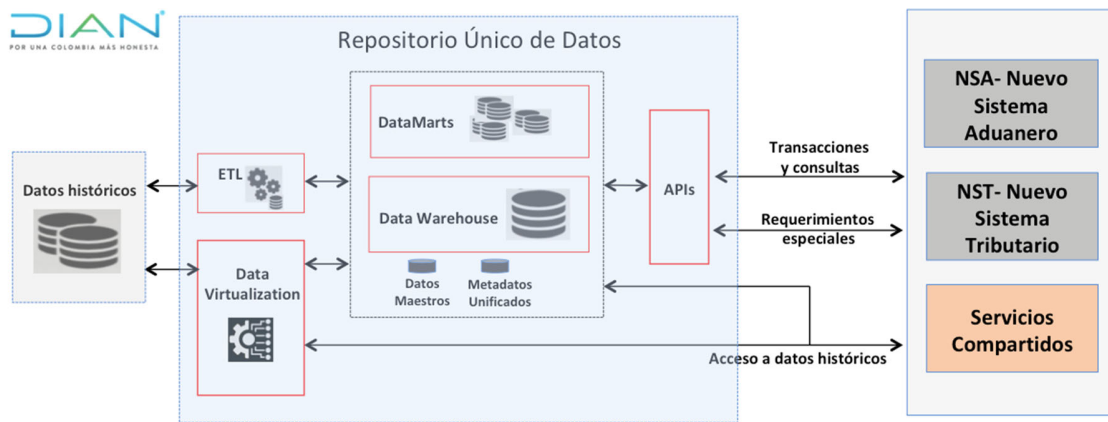 DIAN
POR UNA COLOMBIA MÁS HONESTA
Repositorio Único de Datos
Datos históricos
ETL
Data
Virtualization
DataMarts
Data Warehouse
Datos
Maestros
Metadatos
Unificados
APIs
Transacciones
y consultas
Requerimientos
especiales
Acceso a datos históricos
NSA- Nuevo
Sistema
Aduanero
NST- Nuevo
Sistema
Tributario
Servicios
Compartidos